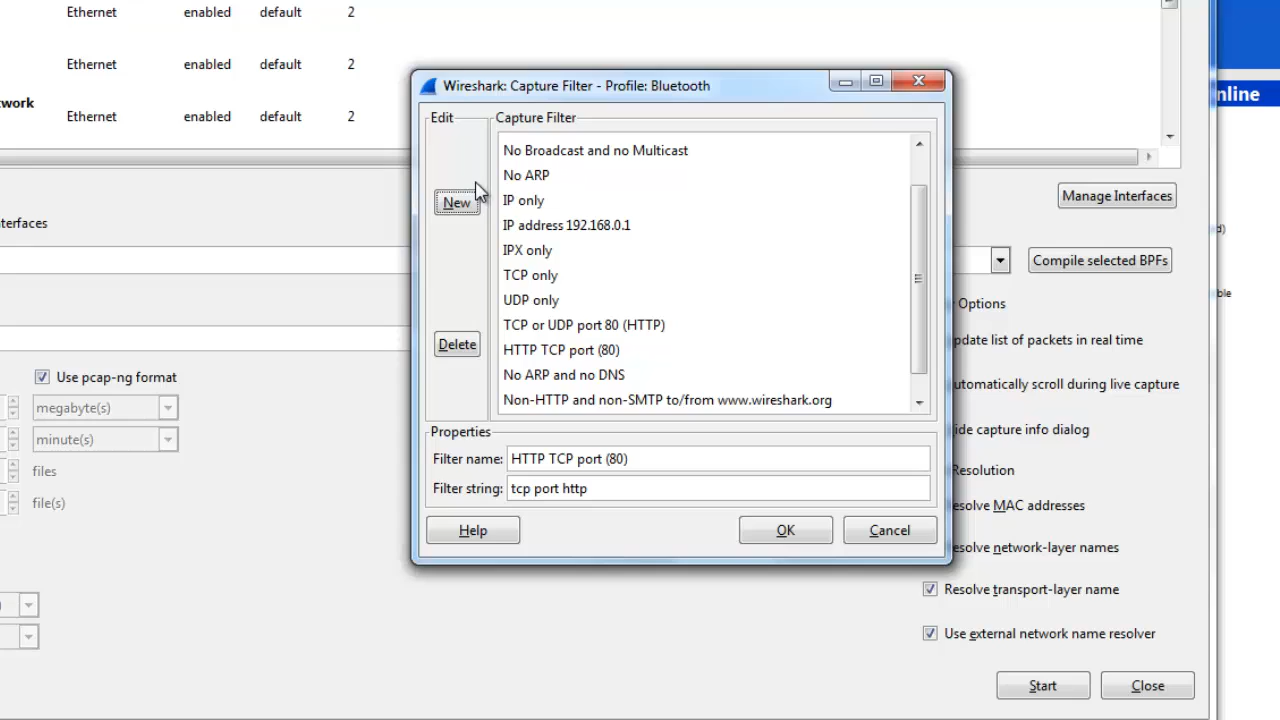 Ethernet enabled default 2
Ethernet enabled default 2
twork
Ethernet enabled default 2
nline
Wireshark: Capture Filter - Profile: Bluetooth
Edit
Capture Filter
No Broadcast and no Multicast
No ARP
New
IP only
IP address 192.168.0.1
IPX only
TCP only
UDP only
TCP or UDP port 80 (HTTP)
Delete
HTTP TCP port (80)
No ARP and no DNS
Non-HTTP and non-SMTP to/from www.wireshark.org
Properties
Filter name: HTTP TCP port (80)
Filter string: tcp port http
Help OK Cancel
Manage Interfaces
terfaces
d)
Compile selected BPFs
ble
Options
pdate list of packets in real time
Use pcap-ng format
utomatically scroll during live capture
megabyte(s)
ide capture info dialog
minute(s)
files
Resolution
file(s)
esolve MAC addresses
esolve network-layer names
Resolve transport-layer name
)
Use external network name resolver
Start Close